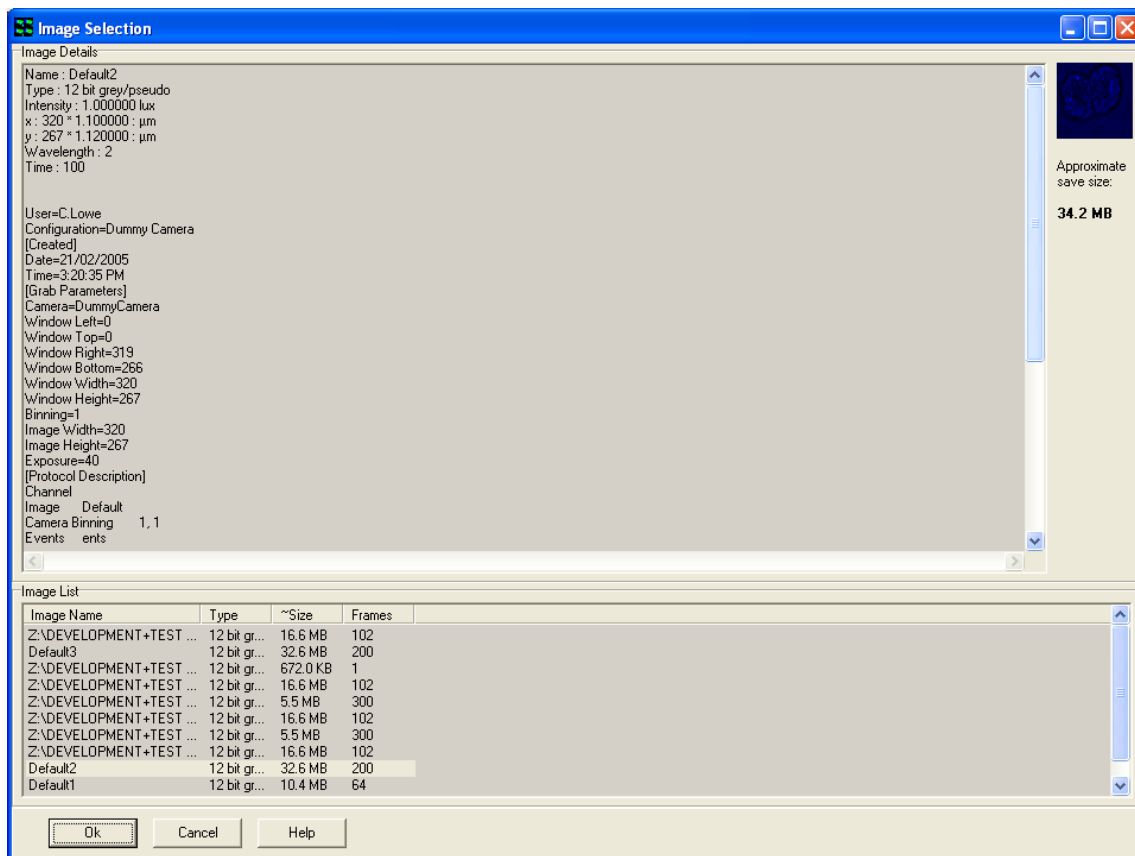 Image Selection
Image Details
Name : Default2
Type : 12 bit grey/pseudo
Intensity : 1.000000 lux
x : 320 * 1.100000 : µm
y : 267 * 1.120000 : µm
Wavelength : 2
Time : 100
User=C.Lowe
Configuration=Dummy Camera
[Created]
Date=21/02/2005
Time=3:20:35 PM
[Grab Parameters]
Camera=DummyCamera
Window Left=0
Window Top=0
Window Right=319
Window Bottom=266
Window Width=320
Window Height=267
Binning=1
Image Width=320
Image Height=267
Exposure=40
[Protocol Description]
Channel
Image Default
Camera Binning 1, 1
Events ents
Approximate
save size:
34.2 MB
Image List
Image Name Type ~Size Frames
Z:\DEVELOPMENT+TEST ... 12 bit gr... 16.6 MB 102
Default3 12 bit gr... 32.6 MB 200
Z:\DEVELOPMENT+TEST ... 12 bit gr... 672.0 KB 1
Z:\DEVELOPMENT+TEST ... 12 bit gr... 16.6 MB 102
Z:\DEVELOPMENT+TEST ... 12 bit gr... 5.5 MB 300
Z:\DEVELOPMENT+TEST ... 12 bit gr... 16.6 MB 102
Z:\DEVELOPMENT+TEST ... 12 bit gr... 5.5 MB 300
Z:\DEVELOPMENT+TEST ... 12 bit gr... 16.6 MB 102
Default2 12 bit gr... 32.6 MB 200
Default1 12 bit gr... 10.4 MB 64
Ok Cancel Help